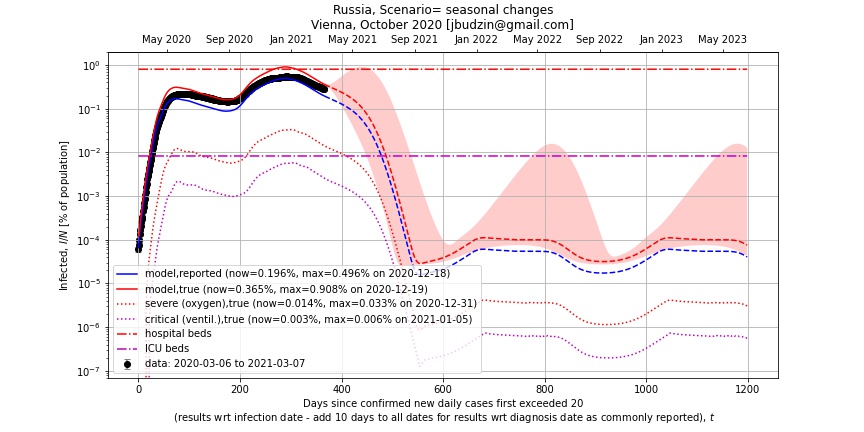 Russia, Scenario= seasonal changes
Vienna, October 2020 [jbudzin@gmail.com]
May 2020 Sep 2020 Jan 2021 May 2021 Sep 2021 Jan 2022 May 2022 Sep 2022 Jan 2023 May 2023
10⁰
10⁻¹
10⁻²
10⁻³
10⁻⁴
10⁻⁵
10⁻⁶
10⁻⁷
Infected, I/N [% of population]
model,reported (now=0.196%, max=0.496% on 2020-12-18)
model,true (now=0.365%, max=0.908% on 2020-12-19)
severe (oxygen),true (now=0.014%, max=0.033% on 2020-12-31)
critical (ventil.),true (now=0.003%, max=0.006% on 2021-01-05)
hospital beds
ICU beds
data: 2020-03-06 to 2021-03-07
0 200 400 600 800 1000 1200
Days since confirmed new daily cases first exceeded 20
(results wrt infection date - add 10 days to all dates for results wrt diagnosis date as commonly reported), t